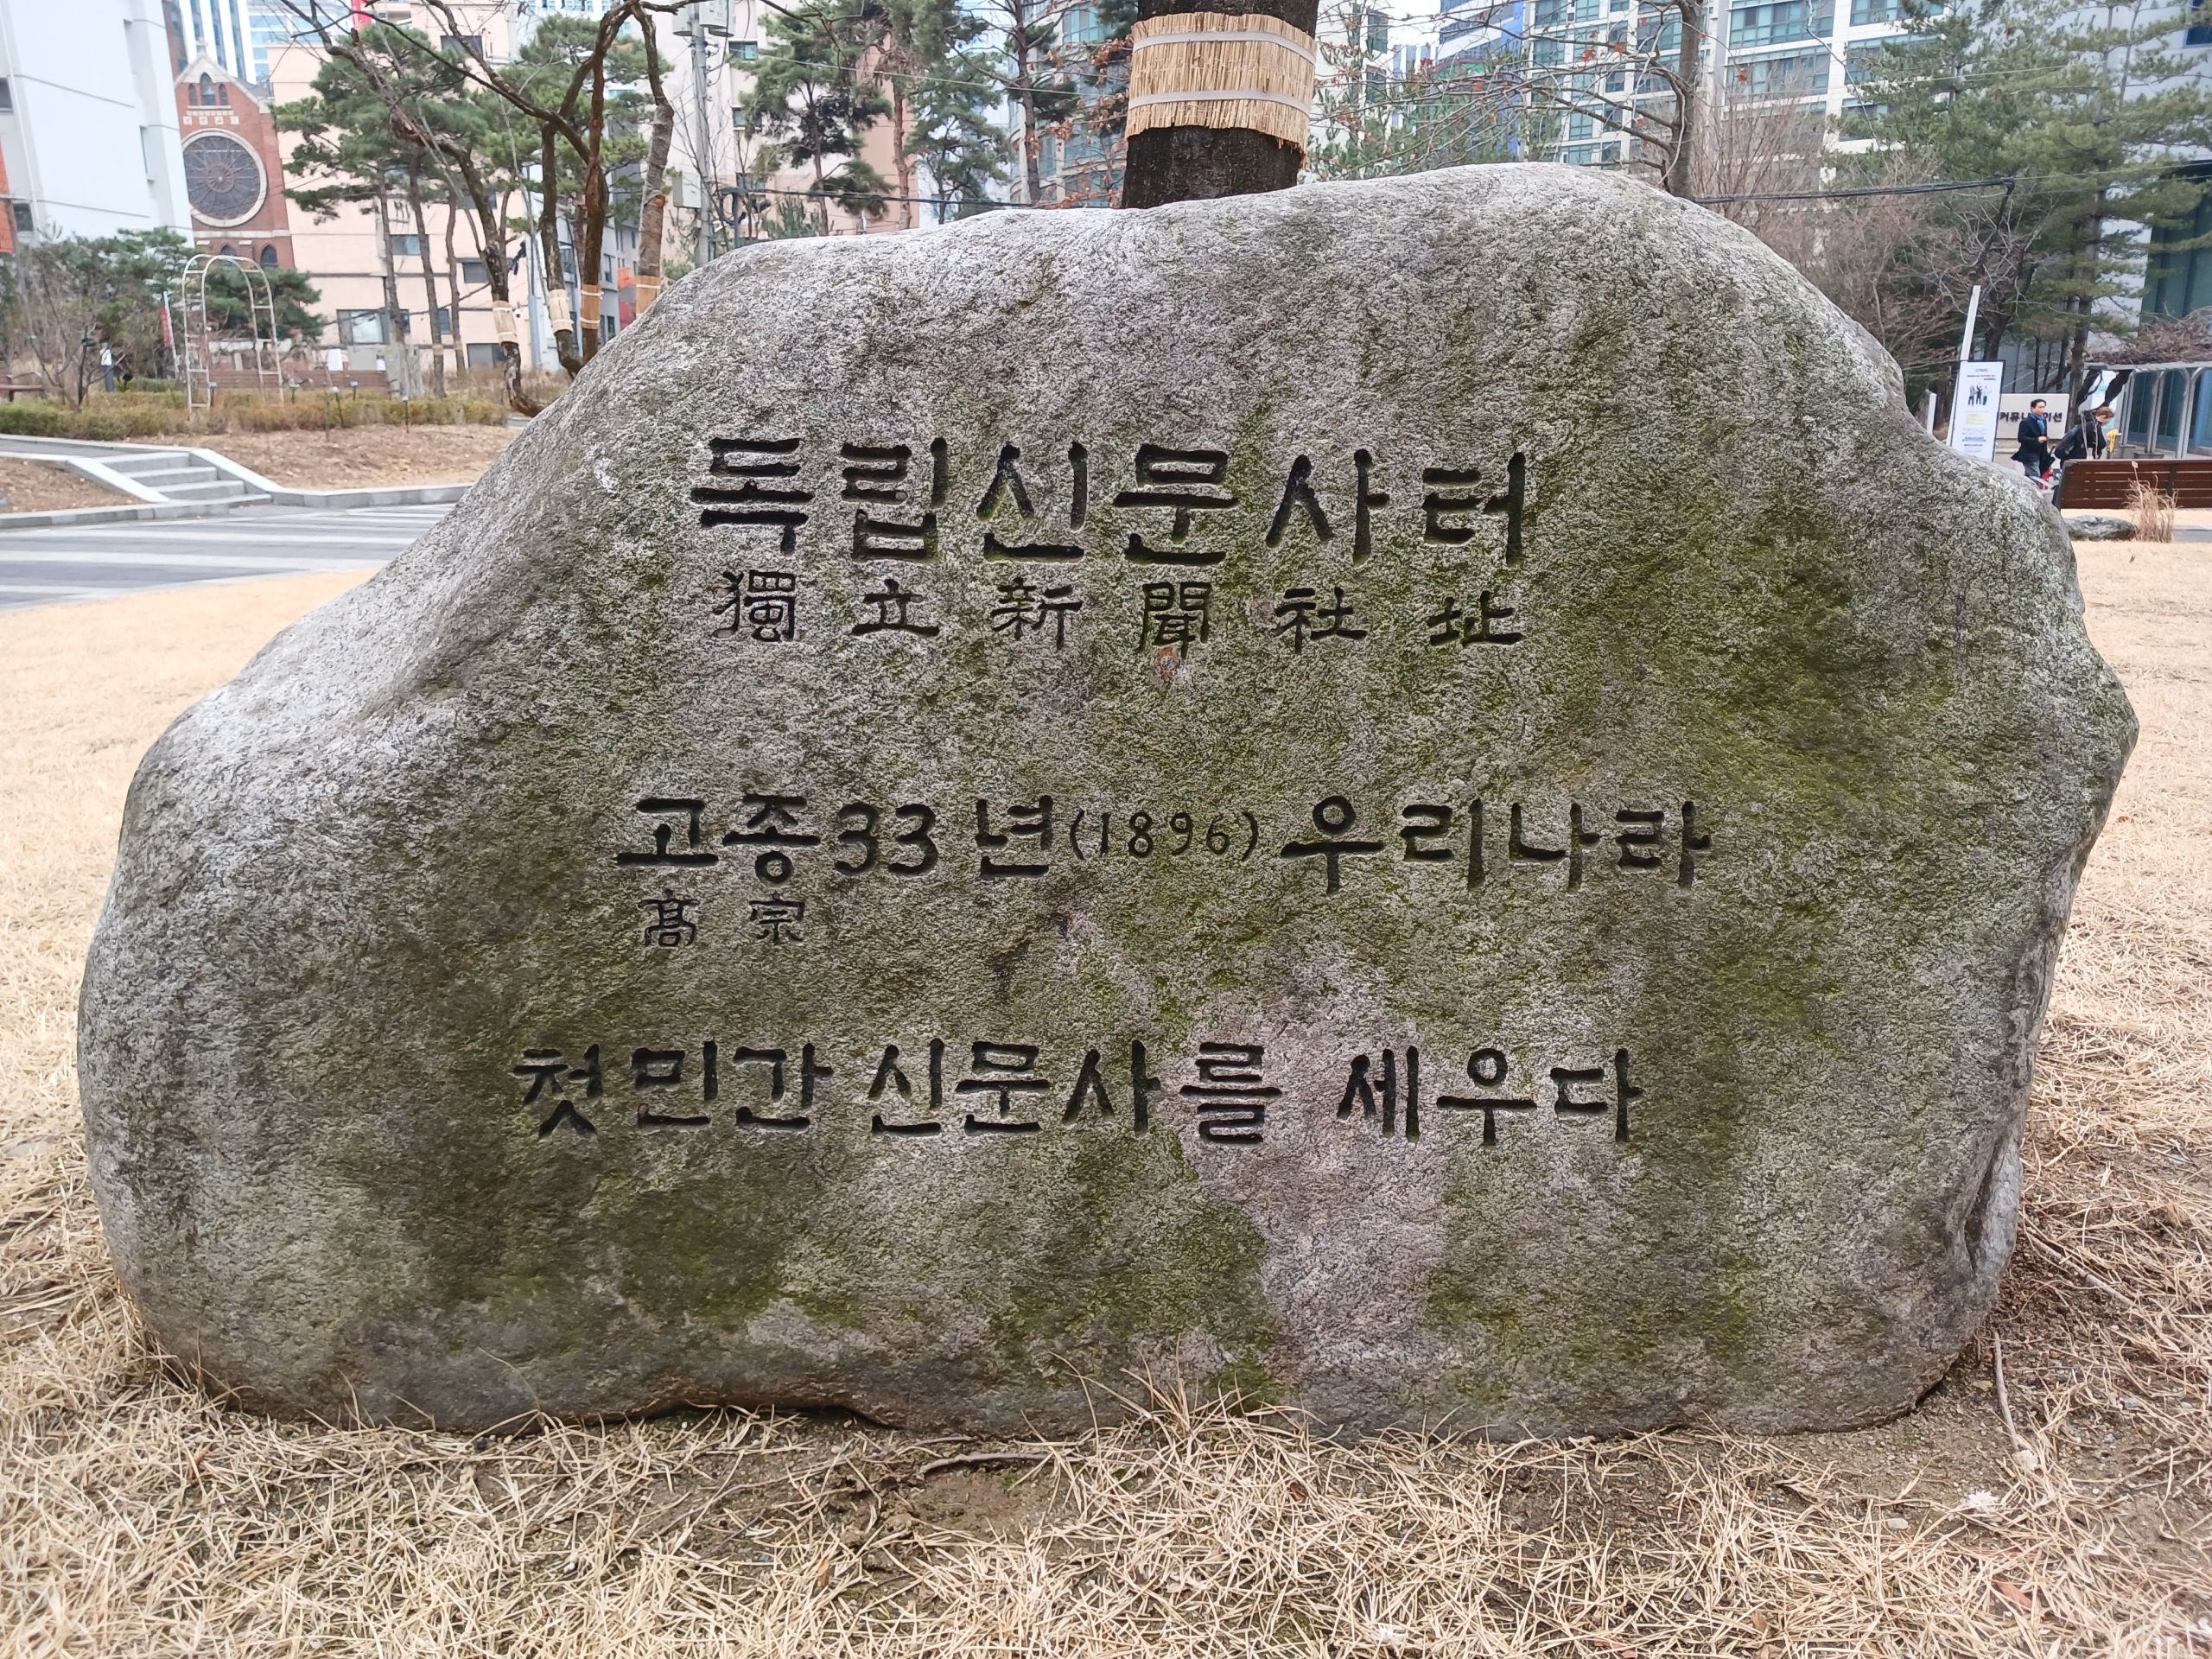 독립신문사터
獨立新聞社址
고종33년(1896) 우리나라
高宗
첫민간 신문사를 세우다